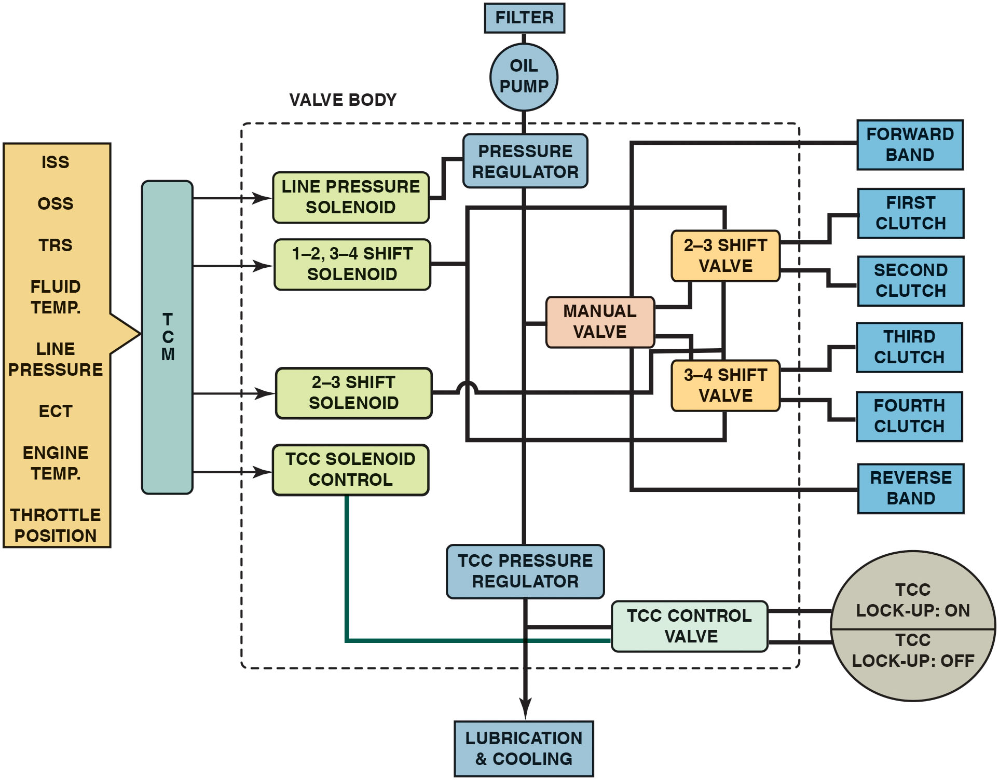 FILTER
OIL
PUMP
VALVE BODY
ISS
OSS
TRS
FLUID
TEMP.
LINE
PRESSURE
ECT
ENGINE
TEMP.
THROTTLE
POSITION
T
C
M
PRESSURE
REGULATOR
LINE PRESSURE
SOLENOID
1–2, 3–4 SHIFT
SOLENOID
2–3 SHIFT
SOLENOID
TCC SOLENOID
CONTROL
MANUAL
VALVE
2–3 SHIFT
VALVE
3–4 SHIFT
VALVE
FORWARD
BAND
FIRST
CLUTCH
SECOND
CLUTCH
THIRD
CLUTCH
FOURTH
CLUTCH
REVERSE
BAND
TCC PRESSURE
REGULATOR
TCC CONTROL
VALVE
TCC
LOCK-UP: ON
TCC
LOCK-UP: OFF
LUBRICATION
& COOLING